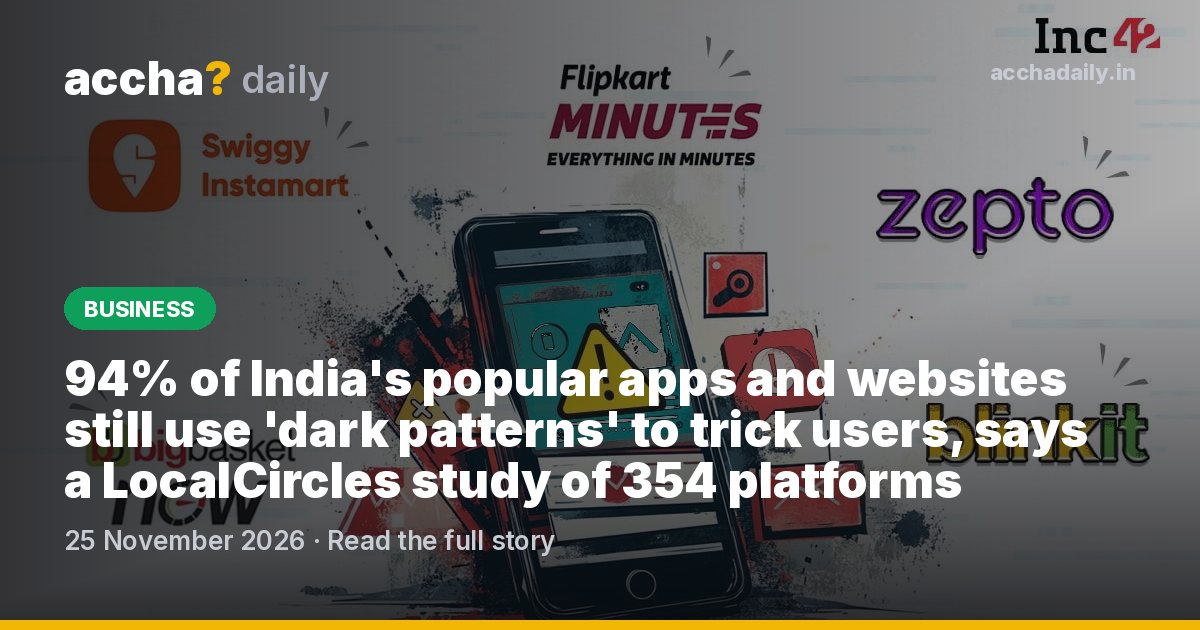 Inc42
acchadaily.in
accha? daily
Flipkart
MINUTES
EVERYTHING IN MINUTES
Swiggy
Instamart
zepto
BUSINESS
94% of India's popular apps and websites
still use 'dark patterns' to trick users, says
a LocalCircles study of 354 platforms
blinkit
bigbasket
now
25 November 2026 · Read the full story